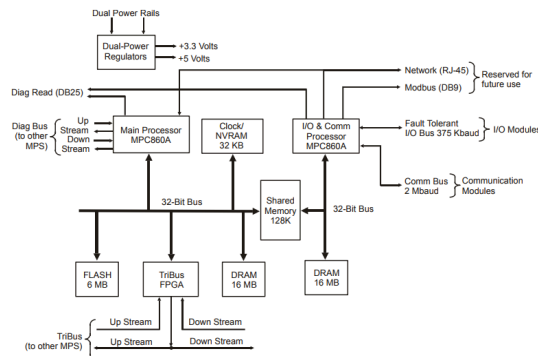 Dual Power Rails
Dual-Power
Regulators
+3.3 Volts
+5 Volts
Diag Read (DB25)
Network (RJ-45)
Modbus (DB9)
Reserved for
future use
Diag Bus
(to other
MPS)
Up
Stream
Down
Stream
Main Processor
MPC860A
Clock/
NVRAM
32 KB
I/O & Comm
Processor
MPC860A
Fault Tolerant
I/O Bus 375 Kbaud
I/O Modules
Comm Bus
2 Mbaud
Communication
Modules
32-Bit Bus
Shared
Memory
128K
32-Bit Bus
FLASH
6 MB
TriBus
FPGA
DRAM
16 MB
DRAM
16 MB
TriBus
(to other MPS)
Up Stream
Down Stream
Up Stream
Down Stream